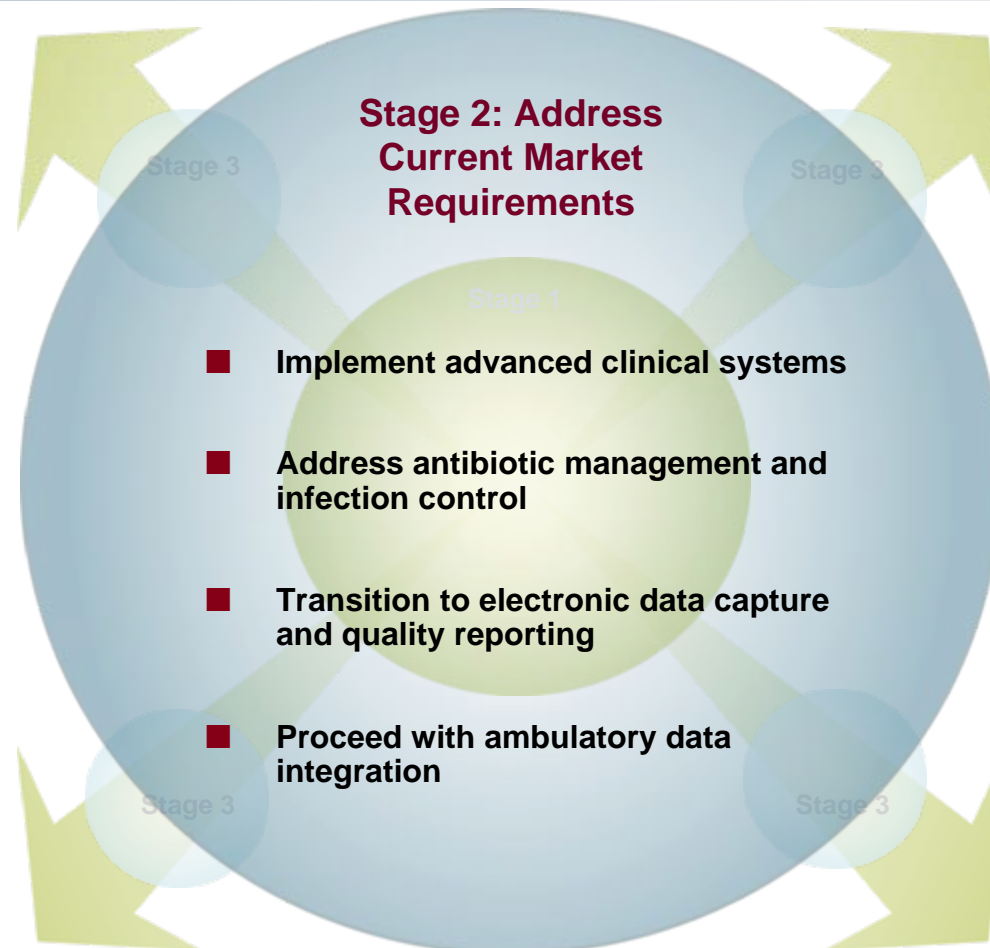 Stage 2: Address
Current Market
Requirements
Stage 3
Stage 3
Stage 1
Implement advanced clinical systems
Address antibiotic management and
infection control
Transition to electronic data capture
and quality reporting
Proceed with ambulatory data
integration
Stage 3
Stage 3